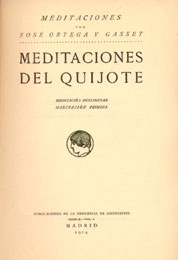 MEDITACIONES
POR
JOSÉ ORTEGA Y GASSET
MEDITACIONES
DEL QUIJOTE
MEDITACIÓN PRELIMINAR
MEDITACIÓN PRIMERA
PUBLICACIONES DE LA RESIDENCIA DE ESTUDIANTES
MADRID
1914